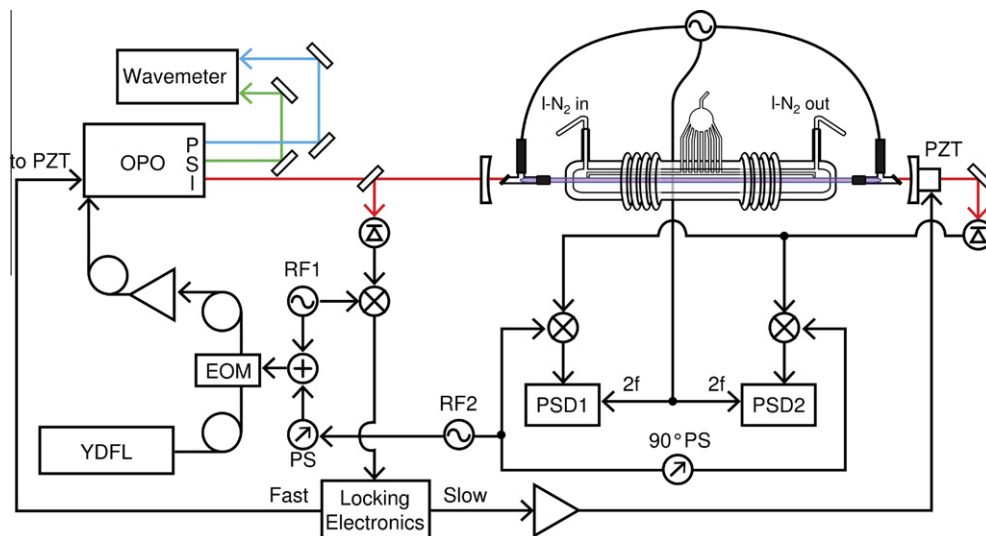 Wavemeter
l-N₂ in
l-N₂ out
to PZT
OPO
P
S
I
PZT
RF1
EOM
2f
2f
PSD1
PSD2
RF2
YDFL
PS
90°PS
Fast
Locking
Electronics
Slow